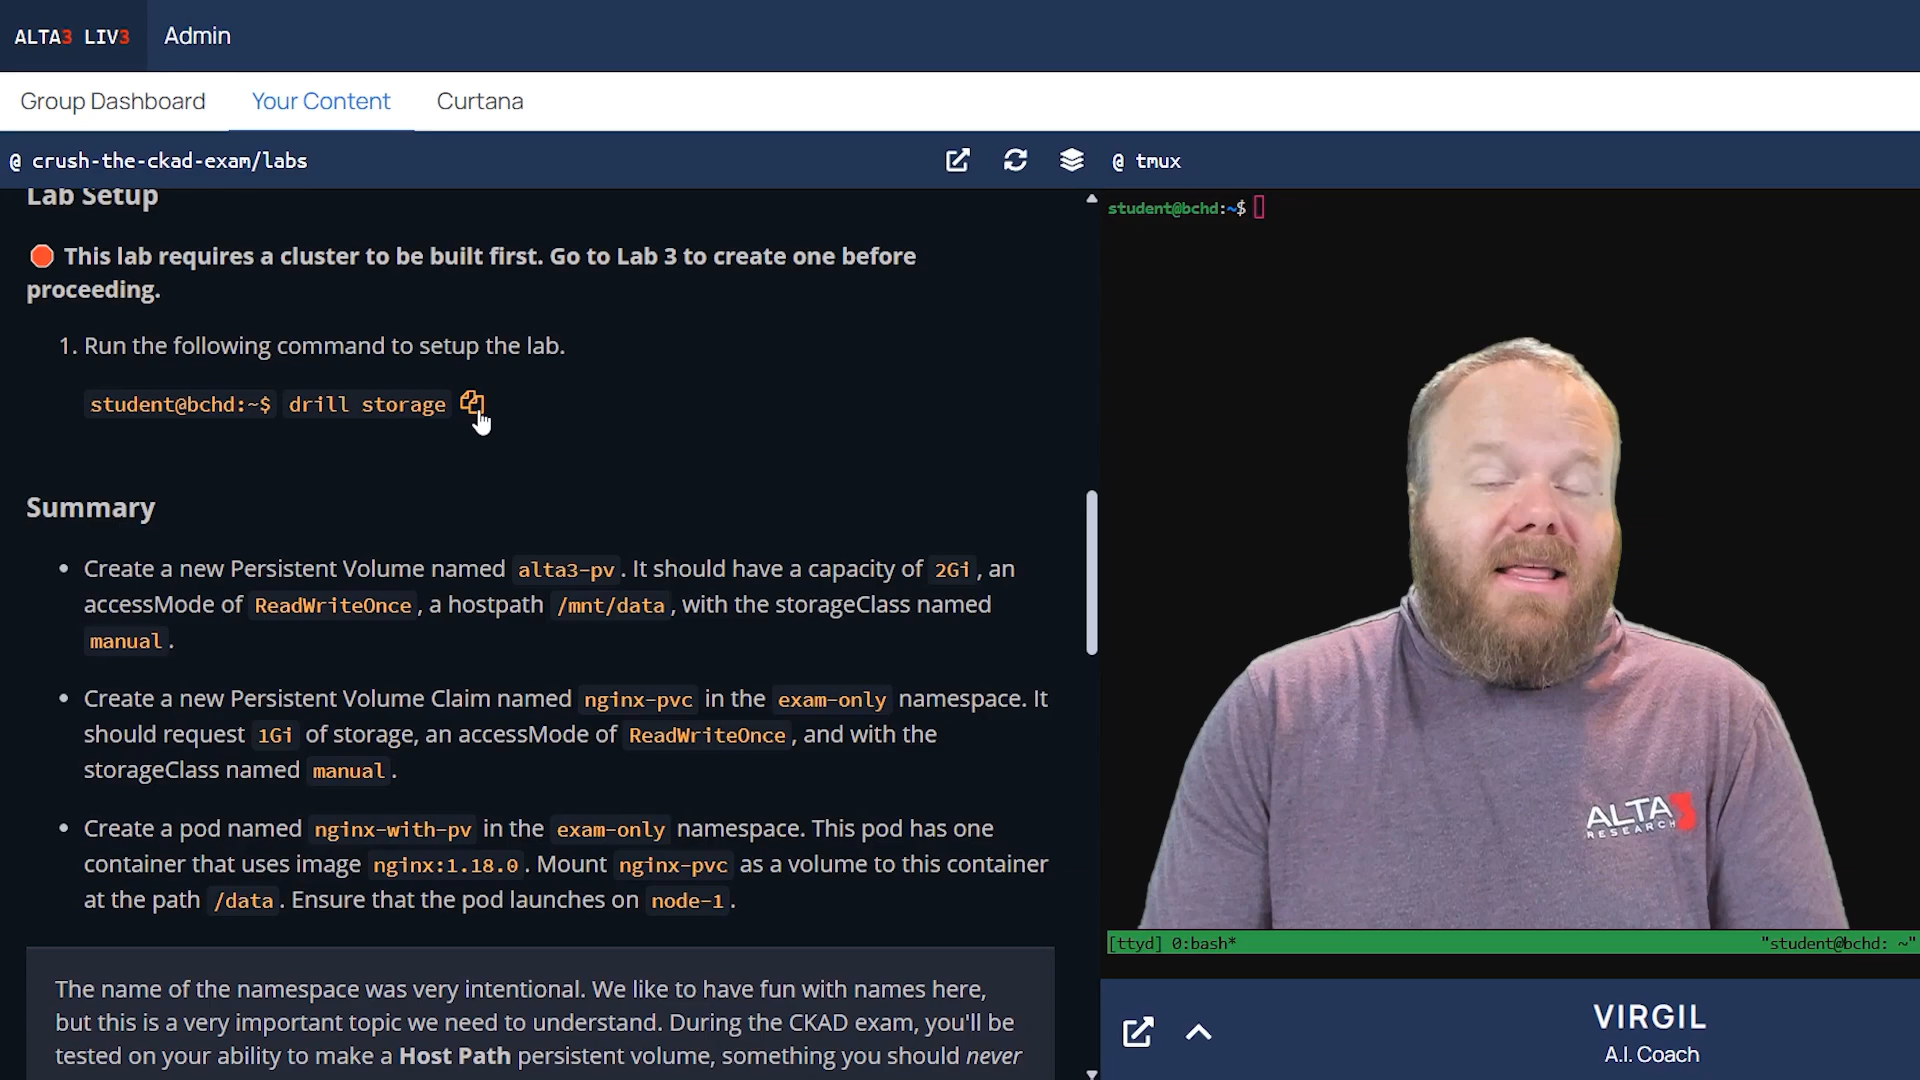 ALTA3 LIV3 Admin
Group Dashboard Your Content Curtana
@ crush-the-ckad-exam/labs
@ tmux
Lab Setup
This lab requires a cluster to be built first. Go to Lab 3 to create one before
proceeding.
1. Run the following command to setup the lab.
student@bchd:~$ drill storage
Summary
• Create a new Persistent Volume named alta3-pv. It should have a capacity of 2Gi, an
accessMode of ReadWriteOnce, a hostpath /mnt/data, with the storageClass named
manual.
• Create a new Persistent Volume Claim named nginx-pvc in the exam-only namespace. It
should request 1Gi of storage, an accessMode of ReadWriteOnce, and with the
storageClass named manual.
• Create a pod named nginx-with-pv in the exam-only namespace. This pod has one
container that uses image nginx:1.18.0. Mount nginx-pvc as a volume to this container
at the path /data. Ensure that the pod launches on node-1.
The name of the namespace was very intentional. We like to have fun with names here,
but this is a very important topic we need to understand. During the CKAD exam, you'll be
tested on your ability to make a Host Path persistent volume, something you should never
student@bchd:~$
ALTA3
RESEARCH
[ttyd] 0:bash* "student@bchd: ~"
VIRGIL
A.I. Coach